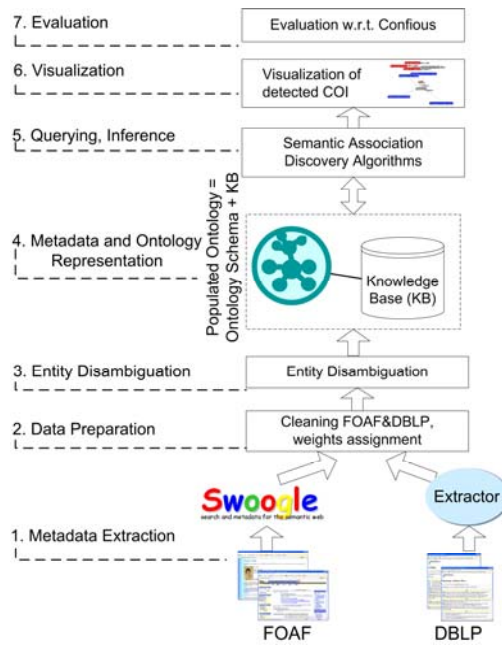 7. Evaluation
Evaluation w.r.t. Confious
6. Visualization
Visualization of
detected COI
5. Querying, Inference
Semantic Association
Discovery Algorithms
4. Metadata and Ontology
Representation
Populated Ontology =
Ontology Schema + KB
Knowledge
Base (KB)
3. Entity Disambiguation
Entity Disambiguation
2. Data Preparation
Cleaning FOAF&DBLP,
weights assignment
Swoogle
search and metadata for the semantic web
Extractor
1. Metadata Extraction
FOAF
DBLP